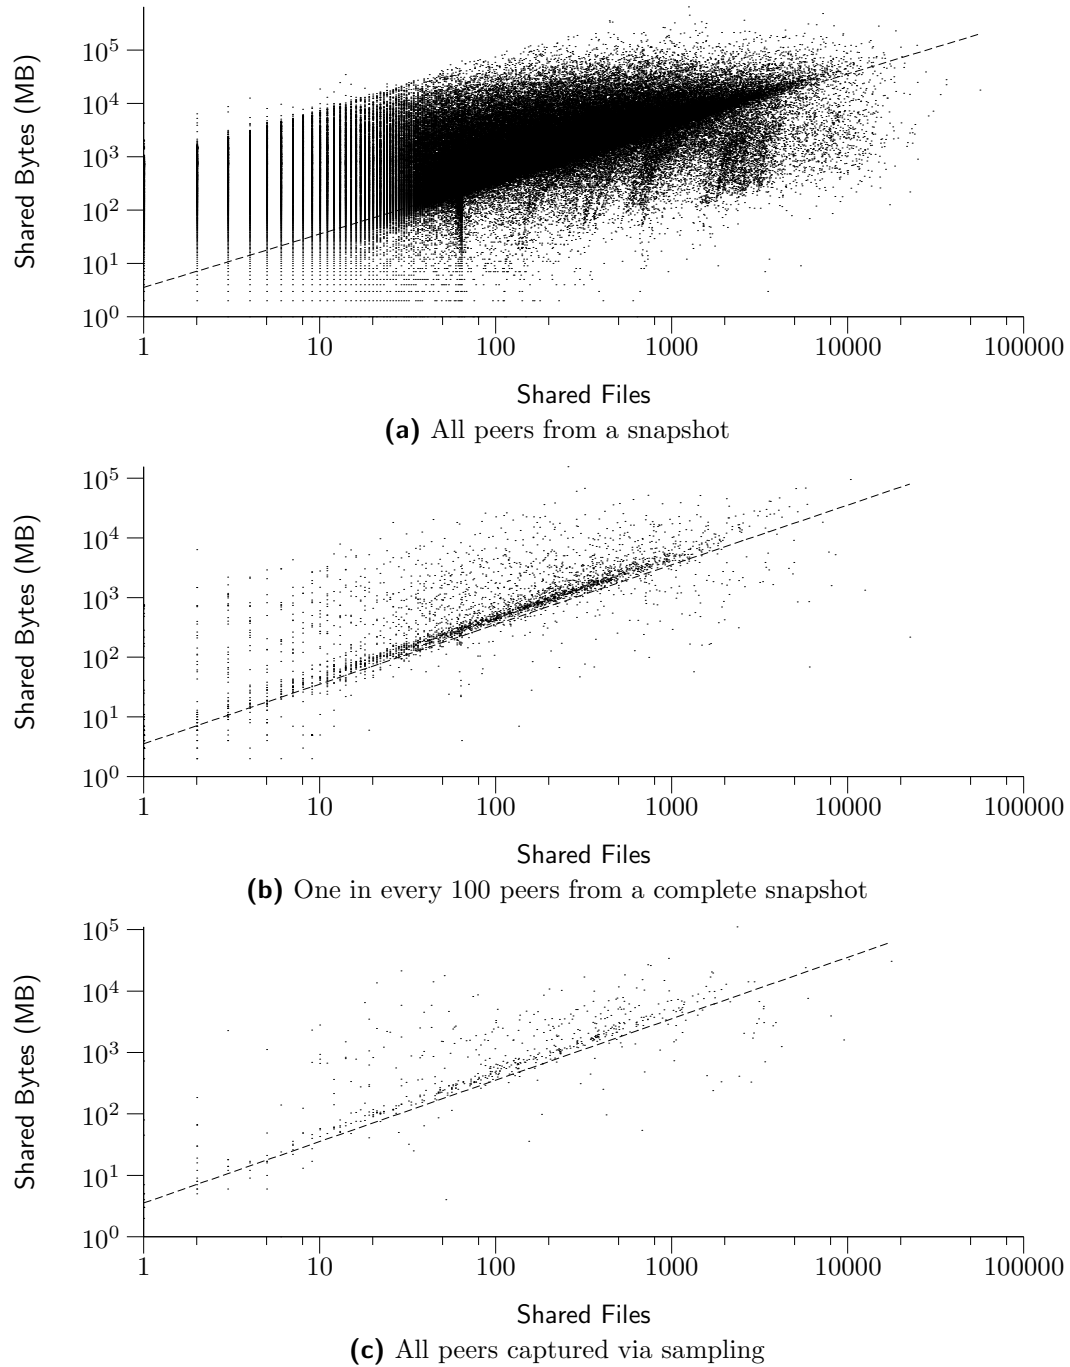 Shared Bytes (MB)
10^5
10^4
10^3
10^2
10^1
10^0
1 10 100 1000 10000 100000
Shared Files
(a) All peers from a snapshot
Shared Bytes (MB)
10^5
10^4
10^3
10^2
10^1
10^0
1 10 100 1000 10000 100000
Shared Files
(b) One in every 100 peers from a complete snapshot
Shared Bytes (MB)
10^5
10^4
10^3
10^2
10^1
10^0
1 10 100 1000 10000 100000
Shared Files
(c) All peers captured via sampling